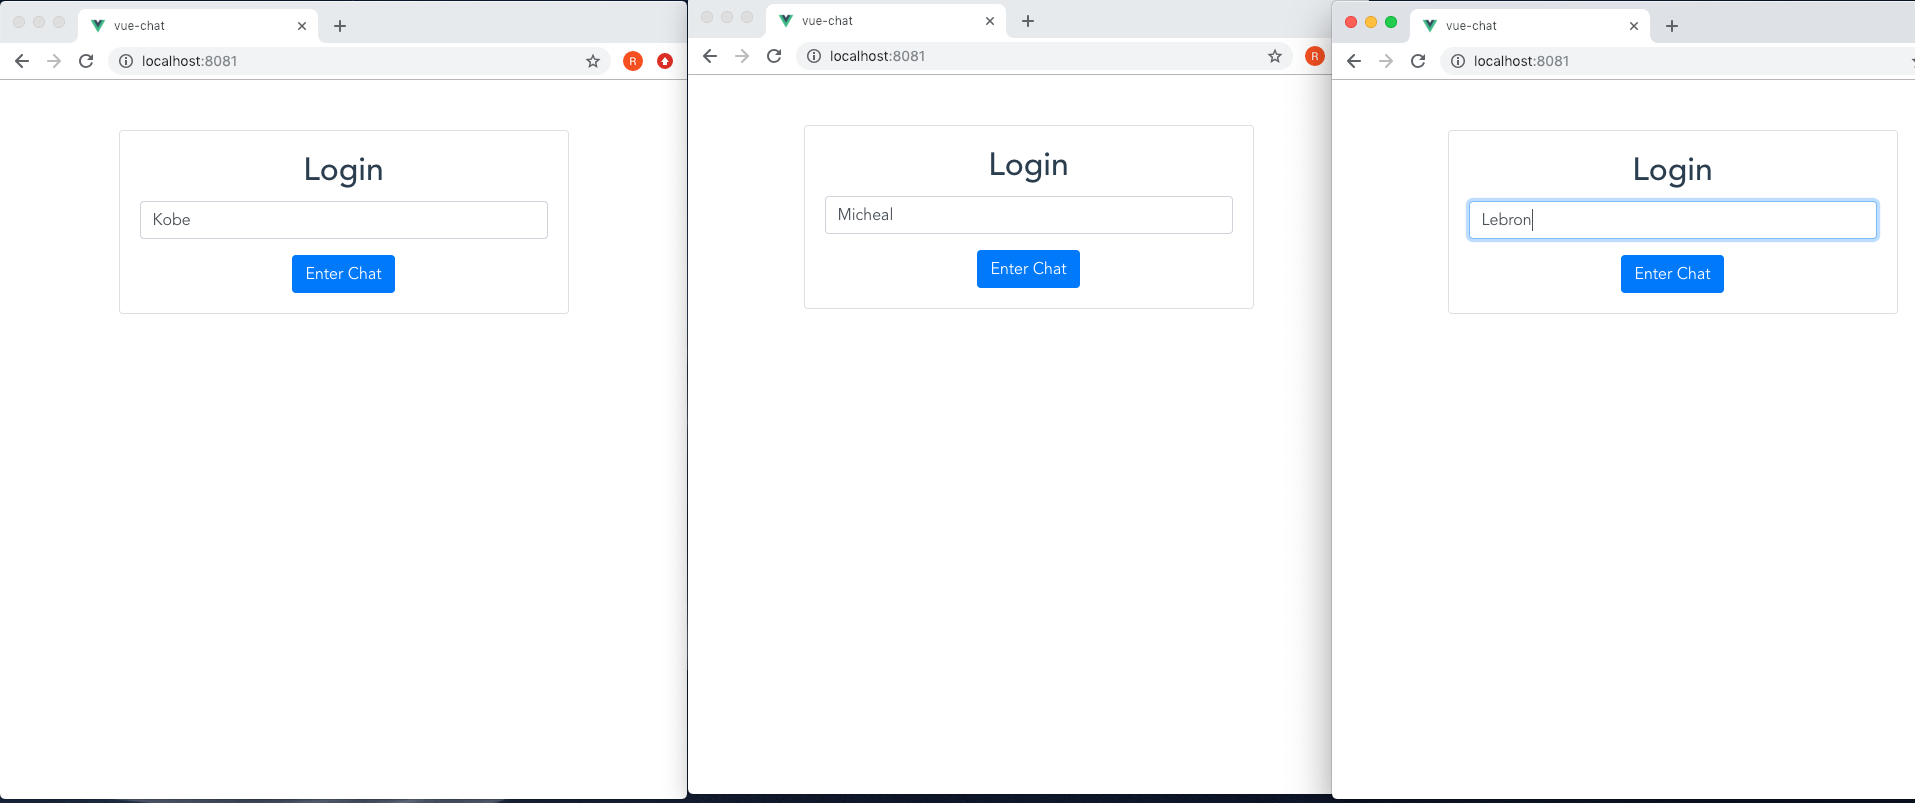 vue-chat
localhost:8081
R
Login
Kobe
Enter Chat
vue-chat
localhost:8081
R
Login
Micheal
Enter Chat
vue-chat
localhost:8081
Login
Lebron
Enter Chat